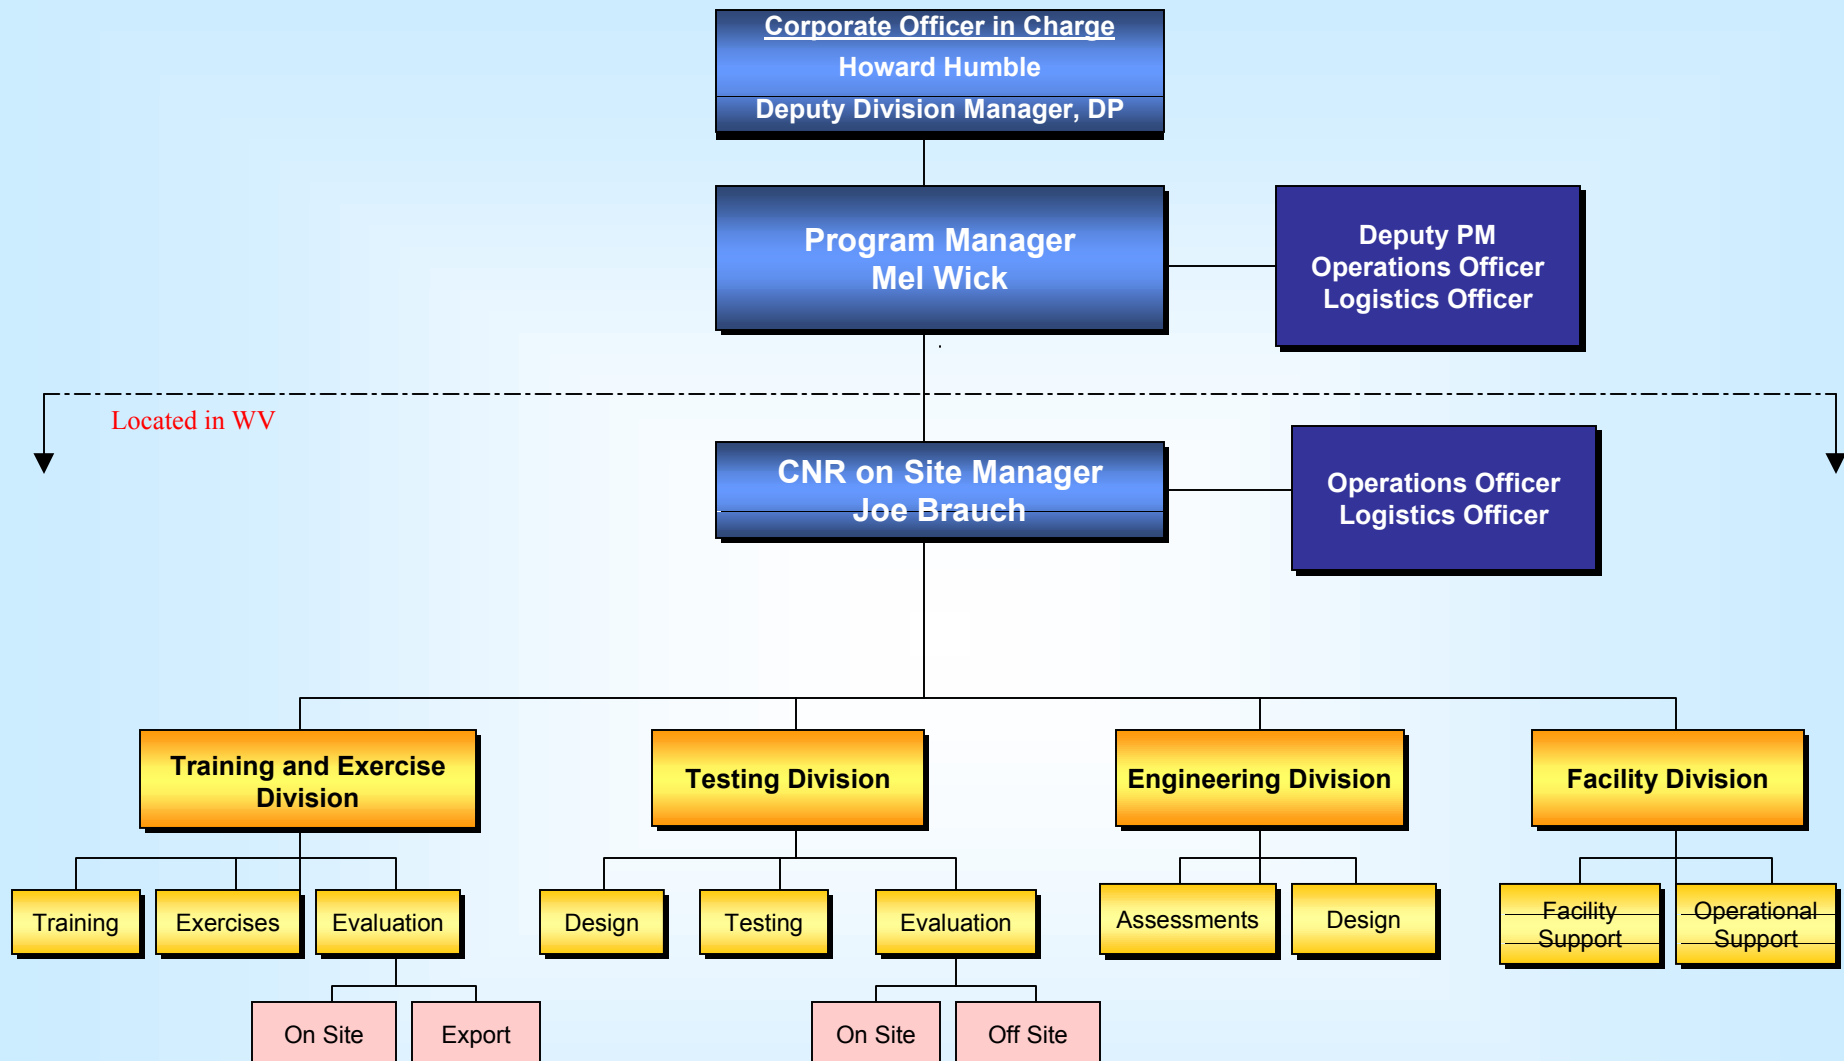 Corporate Officer in Charge
Howard Humble
Deputy Division Manager, DP
Program Manager
Mel Wick
Deputy PM
Operations Officer
Logistics Officer
Located in WV
CNR on Site Manager
Joe Brauch
Operations Officer
Logistics Officer
Training and Exercise
Division
Testing Division
Engineering Division
Facility Division
Training
Exercises
Evaluation
Design
Testing
Evaluation
Assessments
Design
Facility
Support
Operational
Support
On Site
Export
On Site
Off Site